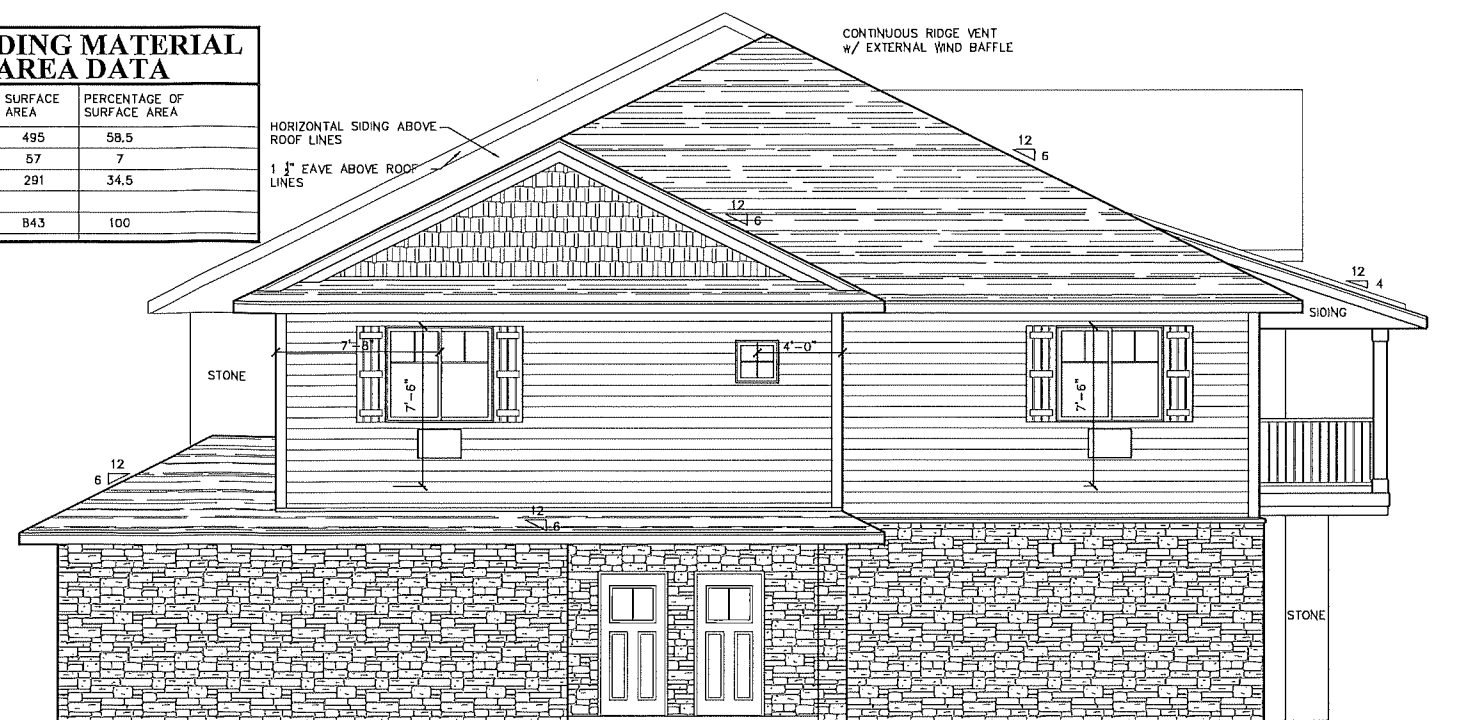 DING MATERIAL
AREA DATA
SURFACE AREA PERCENTAGE OF SURFACE AREA
495 58.5
57 7
291 34.5
843 100
CONTINUOUS RIDGE VENT
w/ EXTERNAL WIND BAFFLE
HORIZONTAL SIDING ABOVE
ROOF LINES
1 ½" EAVE ABOVE ROOF
LINES
12
6
12
6
12
4
SIDING
STONE
7'-8"
7'-6"
4'-0"
7'-6"
12
6
12
6
STONE